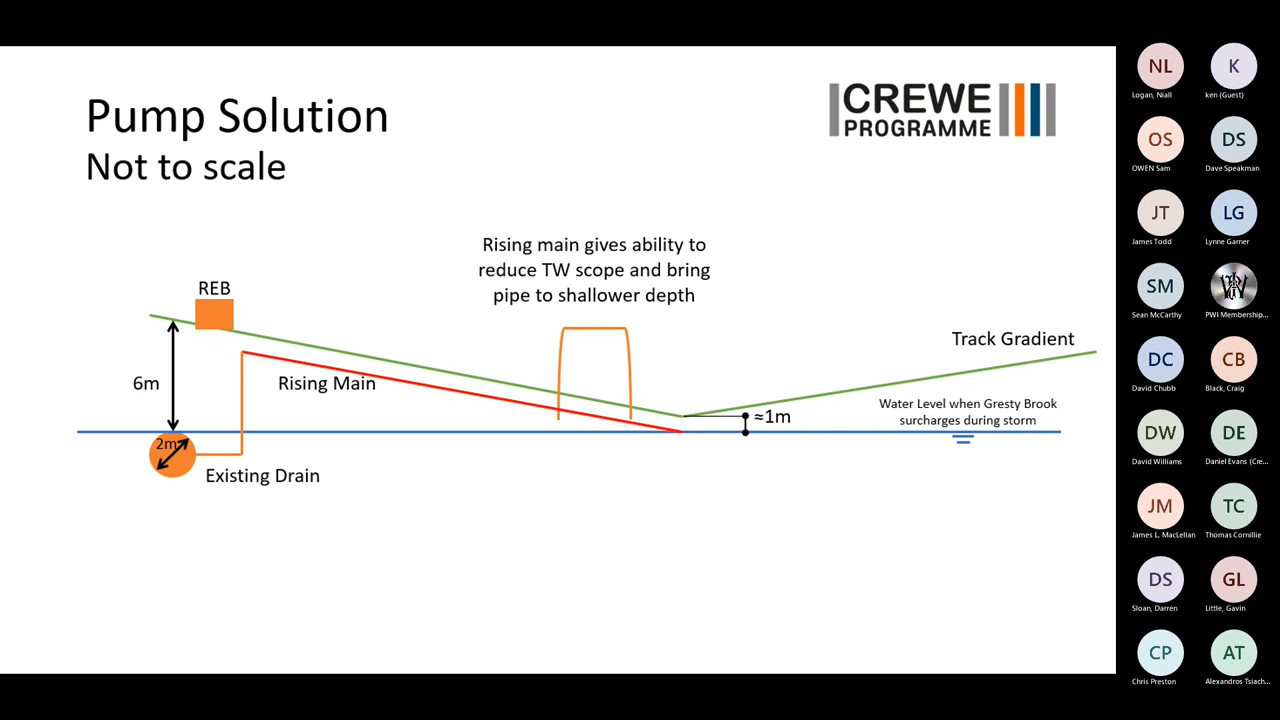 Pump Solution
Not to scale
CREWE
PROGRAMME
Rising main gives ability to
reduce TW scope and bring
pipe to shallower depth
REB
Track Gradient
6m
Rising Main
Water Level when Gresty Brook
surcharges during storm
≈1m
2m
Existing Drain
NL
Logan, Niall
K
ken (Guest)
OS
OWEN Sam
DS
Dave Speakman
JT
James Todd
LG
Lynne Garner
SM
Sean McCarthy
PWI Membership...
DC
David Chubb
CB
Black, Craig
DW
David Williams
DE
Daniel Evans (Cre...
JM
James L. MacLellan
TC
Thomas Cornillie
DS
Sloan, Darren
GL
Little, Gavin
CP
Chris Preston
AT
Alexandros Tsiach...